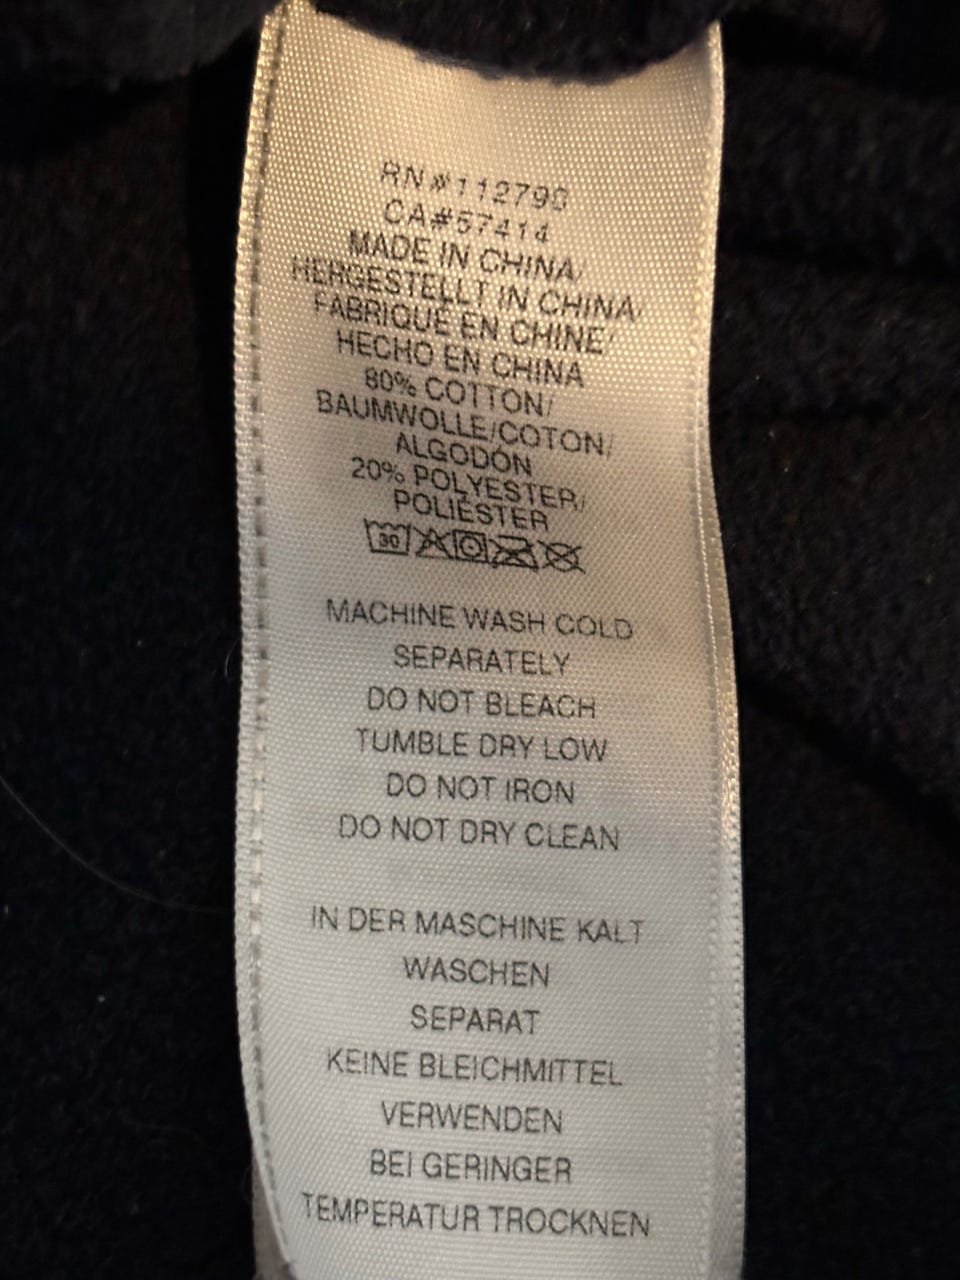 RN#112790
CA#57414
MADE IN CHINA/
HERGESTELLT IN CHINA/
FABRIQUÉ EN CHINE/
HECHO EN CHINA
80% COTTON/
BAUMWOLLE/COTON/
ALGODÓN
20% POLYESTER/
POLIÉSTER
30
MACHINE WASH COLD
SEPARATELY
DO NOT BLEACH
TUMBLE DRY LOW
DO NOT IRON
DO NOT DRY CLEAN
IN DER MASCHINE KALT
WASCHEN
SEPARAT
KEINE BLEICHMITTEL
VERWENDEN
BEI GERINGER
TEMPERATUR TROCKNEN